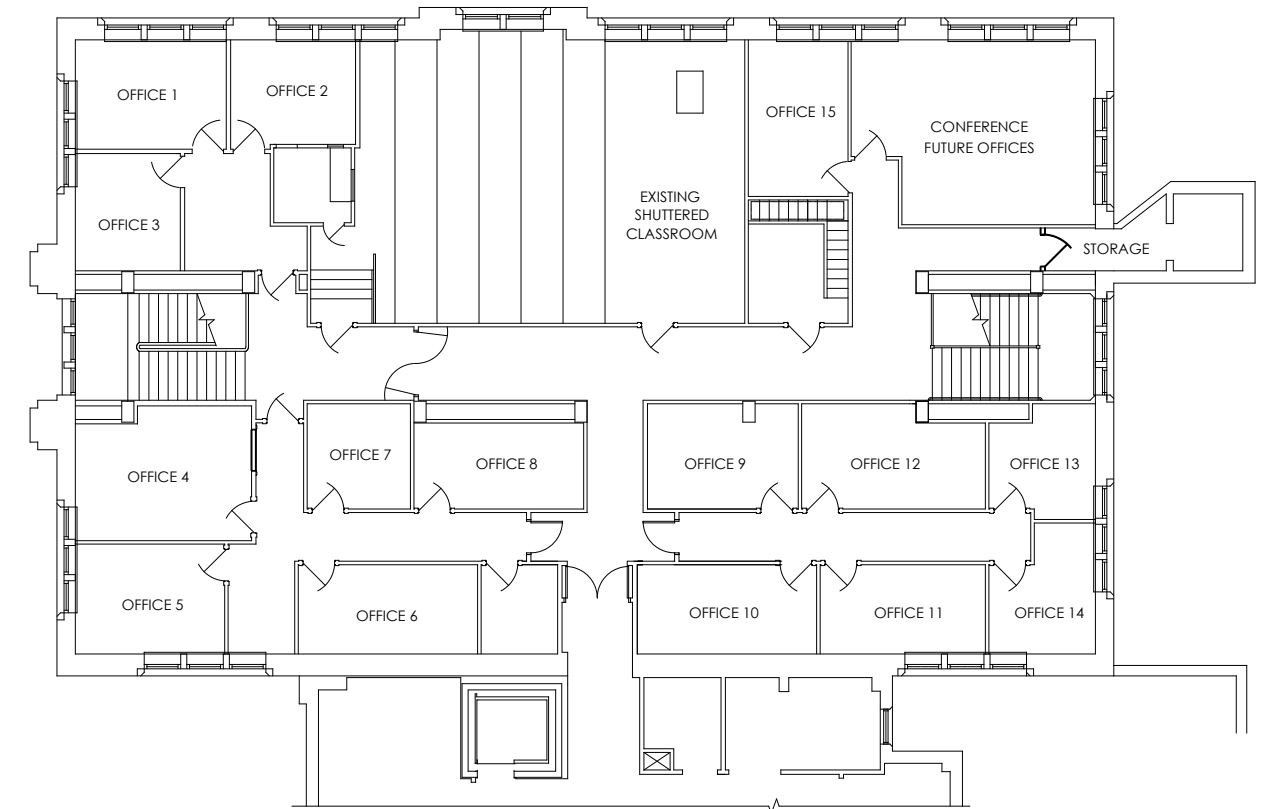 OFFICE 1
OFFICE 2
OFFICE 15
CONFERENCE
FUTURE OFFICES
OFFICE 3
EXISTING
SHUTTERED
CLASSROOM
STORAGE
OFFICE 4
OFFICE 7
OFFICE 8
OFFICE 9
OFFICE 12
OFFICE 13
OFFICE 5
OFFICE 6
OFFICE 10
OFFICE 11
OFFICE 14